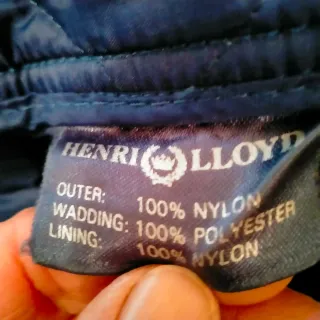 HENRI LLOYD
OUTER: 100% NYLON
WADDING: 100% POLYESTER
LINING: 100% NYLON